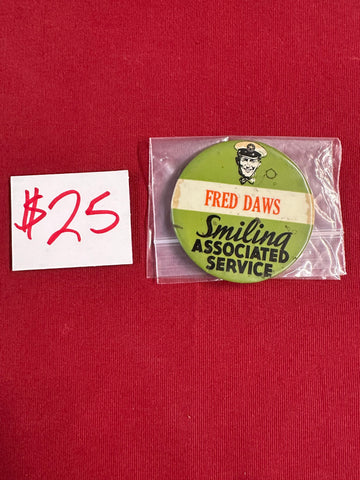 $25
FRED DAWS
Smiling
ASSOCIATED
SERVICE